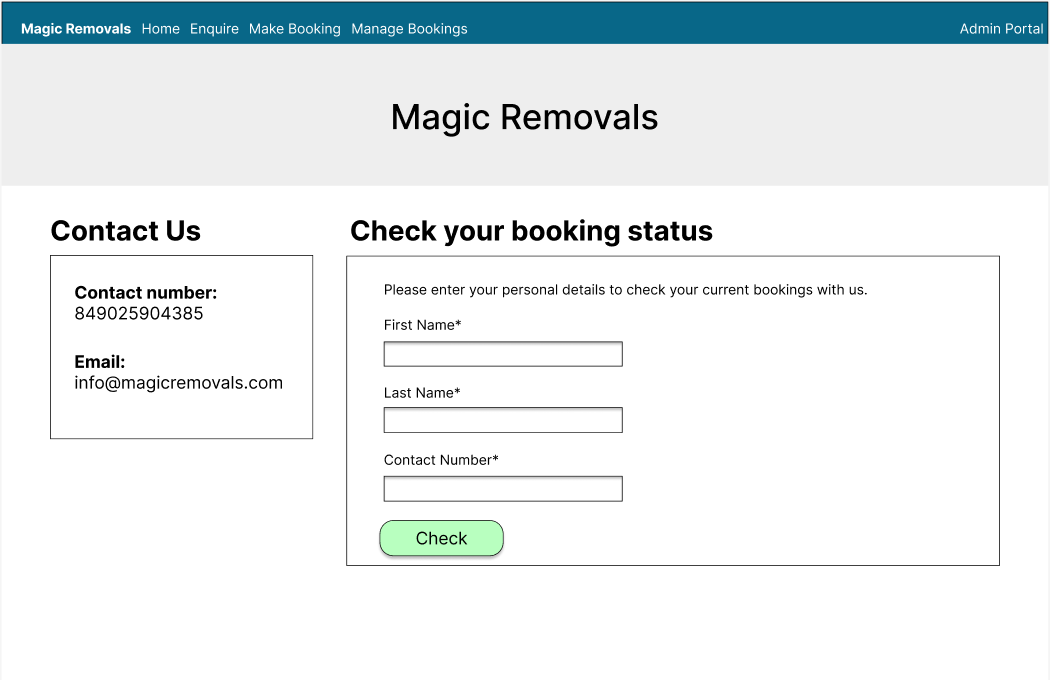 Magic Removals Home Enquire Make Booking Manage Bookings Admin Portal
Magic Removals
Contact Us
Contact number:
849025904385
Email:
info@magicremovals.com
Check your booking status
Please enter your personal details to check your current bookings with us.
First Name*
Last Name*
Contact Number*
Check